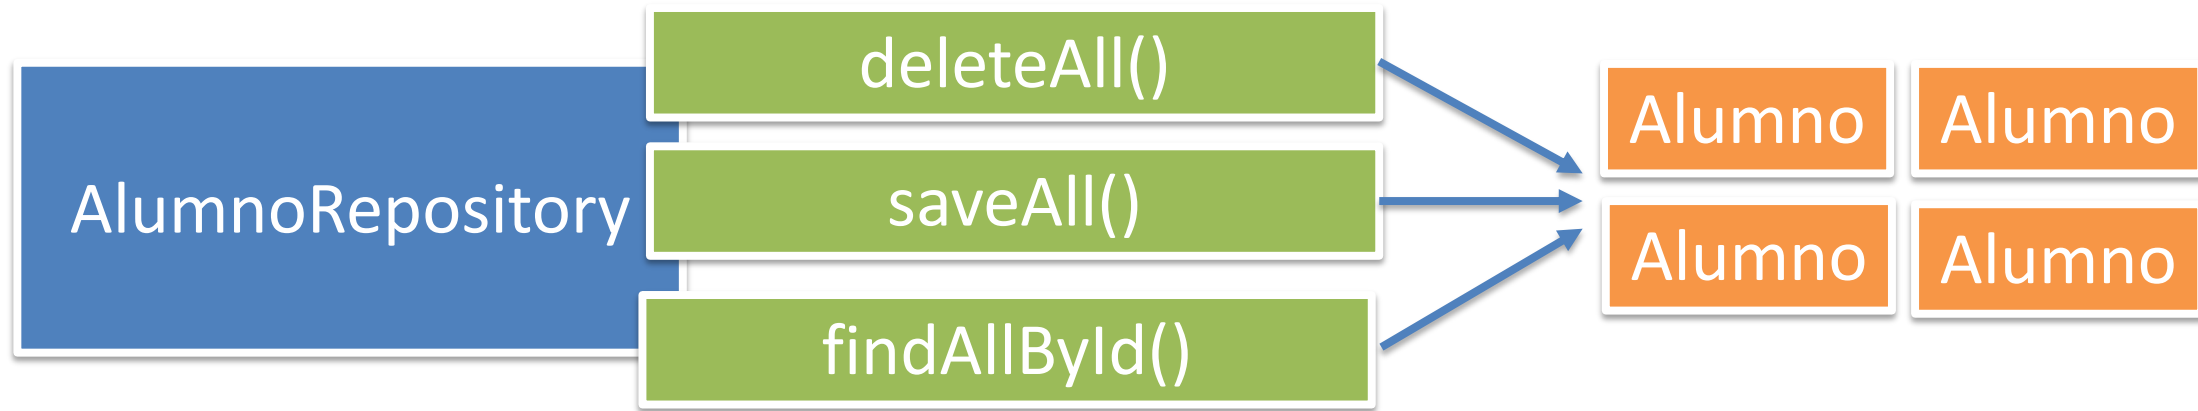 AlumnoRepository
deleteAll()
saveAll()
findAllById()
Alumno
Alumno
Alumno
Alumno